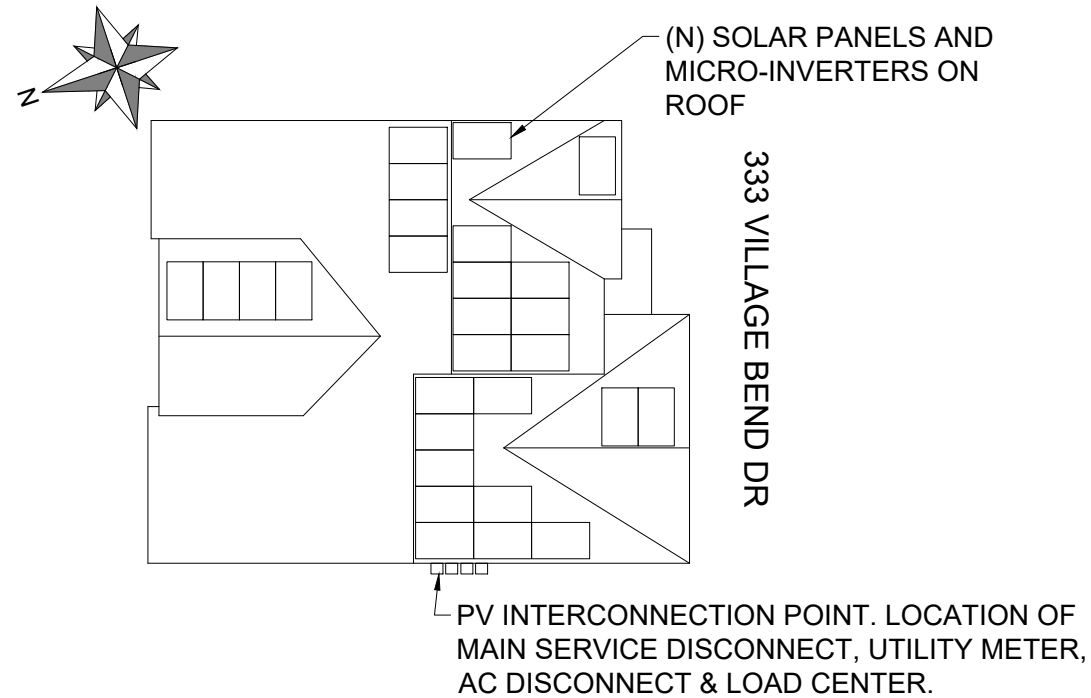 N
(N) SOLAR PANELS AND
MICRO-INVERTERS ON
ROOF
333 VILLAGE BEND DR
PV INTERCONNECTION POINT. LOCATION OF
MAIN SERVICE DISCONNECT, UTILITY METER,
AC DISCONNECT & LOAD CENTER.